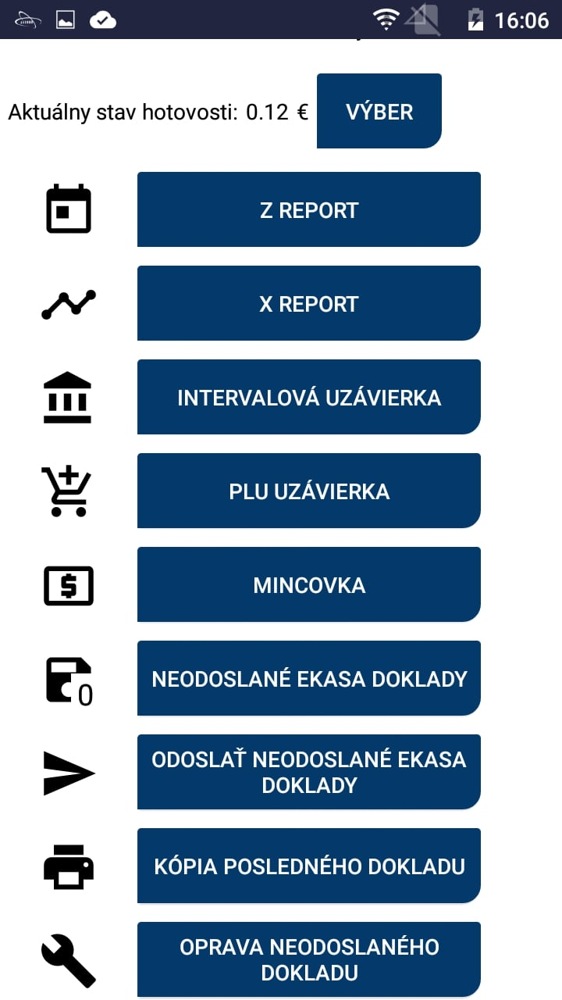 16:06
Aktuálny stav hotovosti: 0.12 €
VÝBER
Z REPORT
X REPORT
INTERVALOVÁ UZÁVIERKA
PLU UZÁVIERKA
$
MINCOVKA
0
NEODOSLANÉ EKASA DOKLADY
ODOSLAŤ NEODOSLANÉ EKASA
DOKLADY
KÓPIA POSLEDNÉHO DOKLADU
OPRAVA NEODOSLANÉHO
DOKLADU